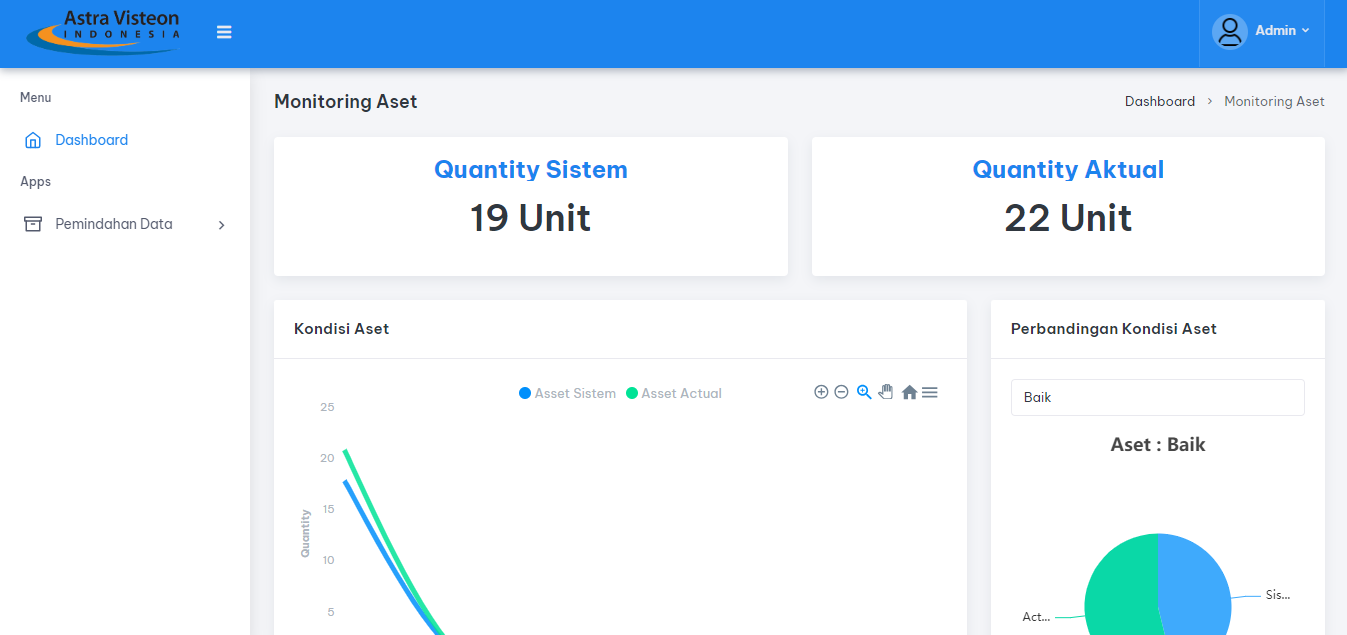 Astra Visteon
INDONESIA
Admin
Menu
Dashboard
Apps
Pemindahan Data
Monitoring Aset
Dashboard > Monitoring Aset
Quantity Sistem
19 Unit
Quantity Aktual
22 Unit
Kondisi Aset
Asset Sistem Asset Actual
25
20
15
10
5
Quantity
Perbandingan Kondisi Aset
Baik
Aset : Baik
Sis...
Act...